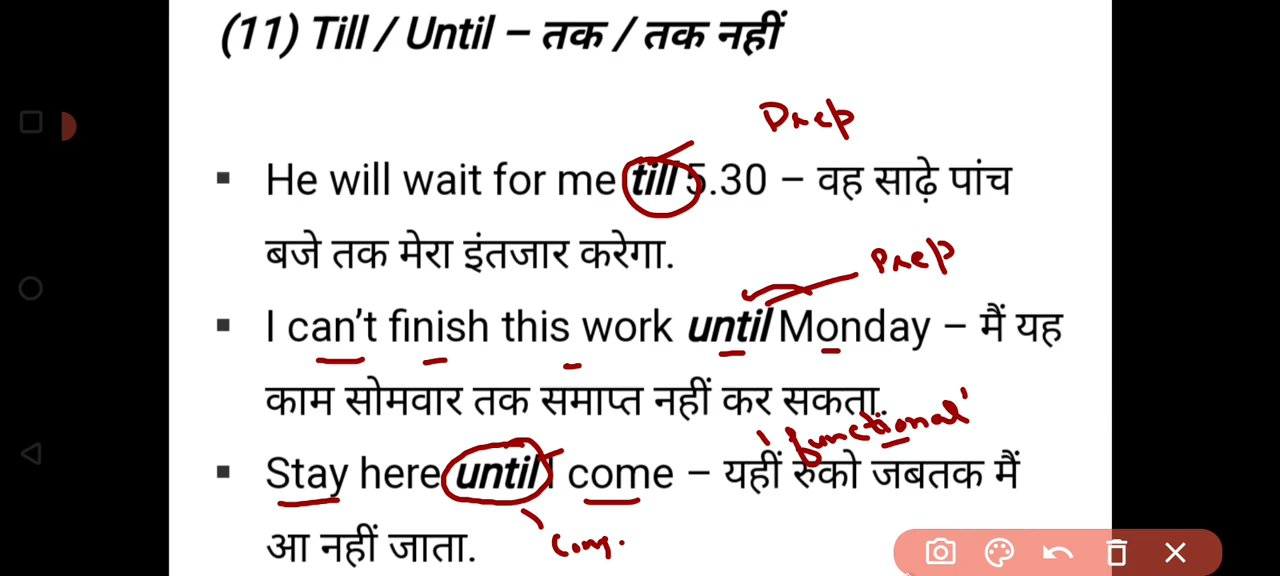 (11) Till / Until – तक / तक नहीं
Prep
▪ He will wait for me till 5.30 – वह साढ़े पांच
बजे तक मेरा इंतजार करेगा.
Prep
▪ I can't finish this work until Monday – मैं यह
काम सोमवार तक समाप्त नहीं कर सकता.
'functional'
▪ Stay here until I come – यहीं रुको जबतक मैं
आ नहीं जाता.
Conj.